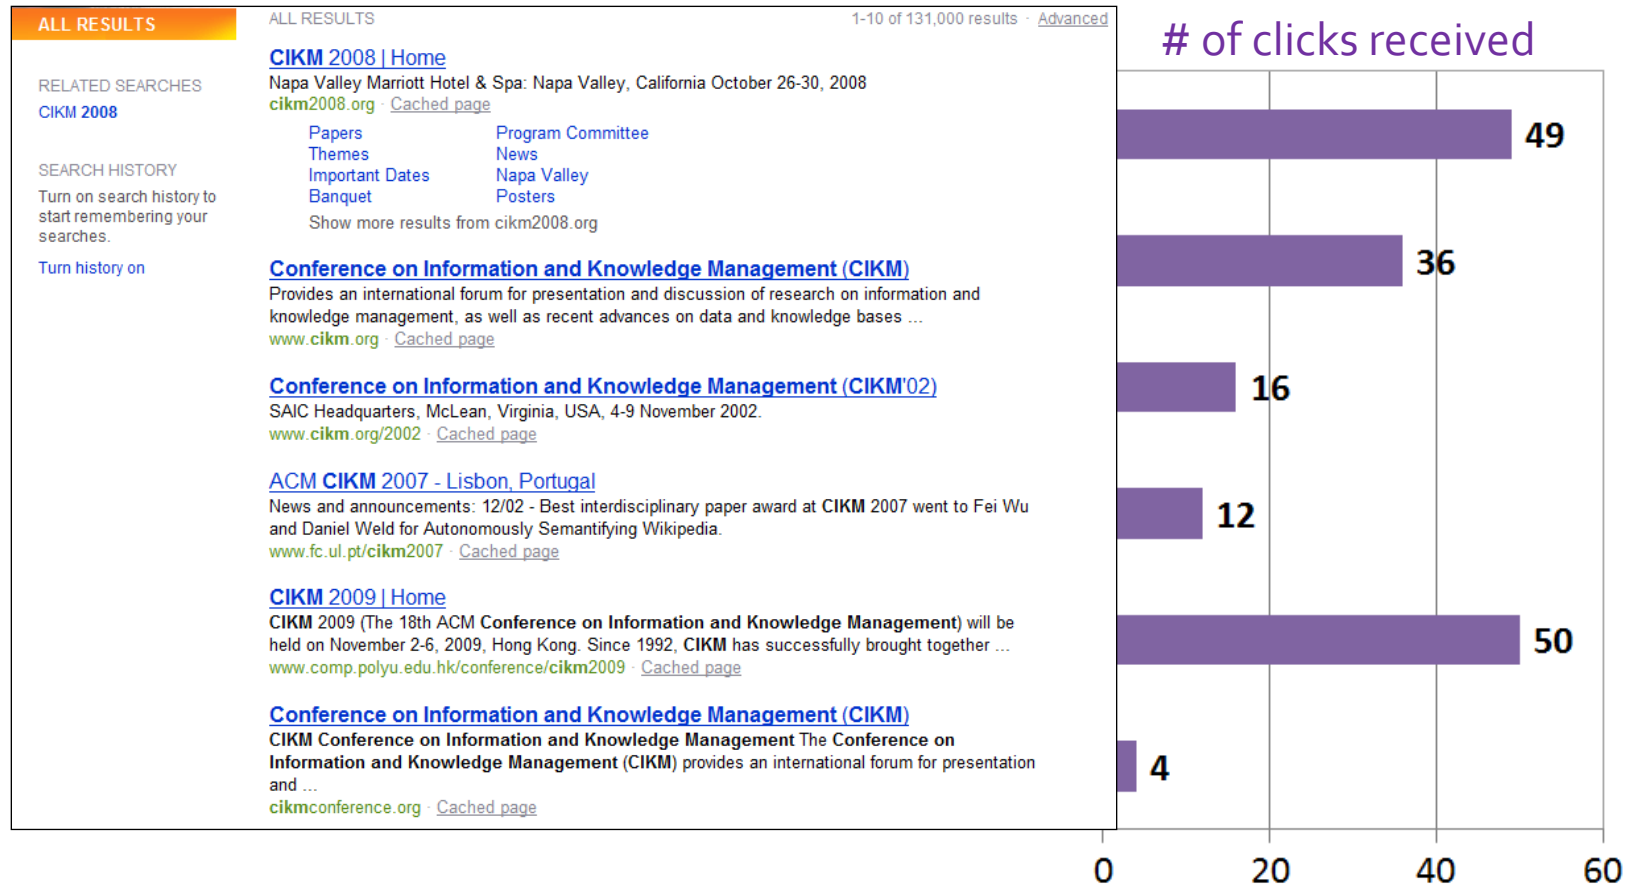 ALL RESULTS
RELATED SEARCHES
CIKM 2008
SEARCH HISTORY
Turn on search history to
start remembering your
searches.
Turn history on
ALL RESULTS
1-10 of 131,000 results · Advanced
CIKM 2008 | Home
Napa Valley Marriott Hotel & Spa: Napa Valley, California October 26-30, 2008
cikm2008.org · Cached page
Papers Program Committee
Themes News
Important Dates Napa Valley
Banquet Posters
Show more results from cikm2008.org
Conference on Information and Knowledge Management (CIKM)
Provides an international forum for presentation and discussion of research on information and
knowledge management, as well as recent advances on data and knowledge bases ...
www.cikm.org · Cached page
Conference on Information and Knowledge Management (CIKM'02)
SAIC Headquarters, McLean, Virginia, USA, 4-9 November 2002.
www.cikm.org/2002 · Cached page
ACM CIKM 2007 - Lisbon, Portugal
News and announcements: 12/02 - Best interdisciplinary paper award at CIKM 2007 went to Fei Wu
and Daniel Weld for Autonomously Semantifying Wikipedia.
www.fc.ul.pt/cikm2007 · Cached page
CIKM 2009 | Home
CIKM 2009 (The 18th ACM Conference on Information and Knowledge Management) will be
held on November 2-6, 2009, Hong Kong. Since 1992, CIKM has successfully brought together ...
www.comp.polyu.edu.hk/conference/cikm2009 · Cached page
Conference on Information and Knowledge Management (CIKM)
CIKM Conference on Information and Knowledge Management The Conference on
Information and Knowledge Management (CIKM) provides an international forum for presentation
and ...
cikmconference.org · Cached page
# of clicks received
49
36
16
12
50
4
0 20 40 60